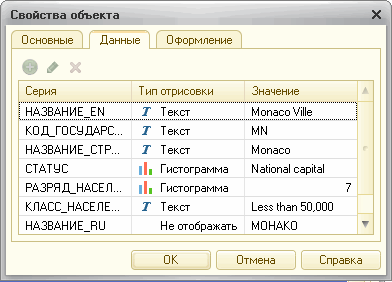 Свойства объекта
Основные Данные Оформление
Серия Тип отрисовки Значение
НАЗВАНИЕ_EN Текст Monaco Ville
КОД_ГОСУДАРС... Текст MN
НАЗВАНИЕ_СТР... Текст Monaco
СТАТУС Гистограмма National capital
РАЗРЯД_НАСЕЛ... Гистограмма 7
КЛАСС_НАСЕЛЕ... Текст Less than 50,000
НАЗВАНИЕ_RU Не отображать МОНАКО
ОК Отмена Справка